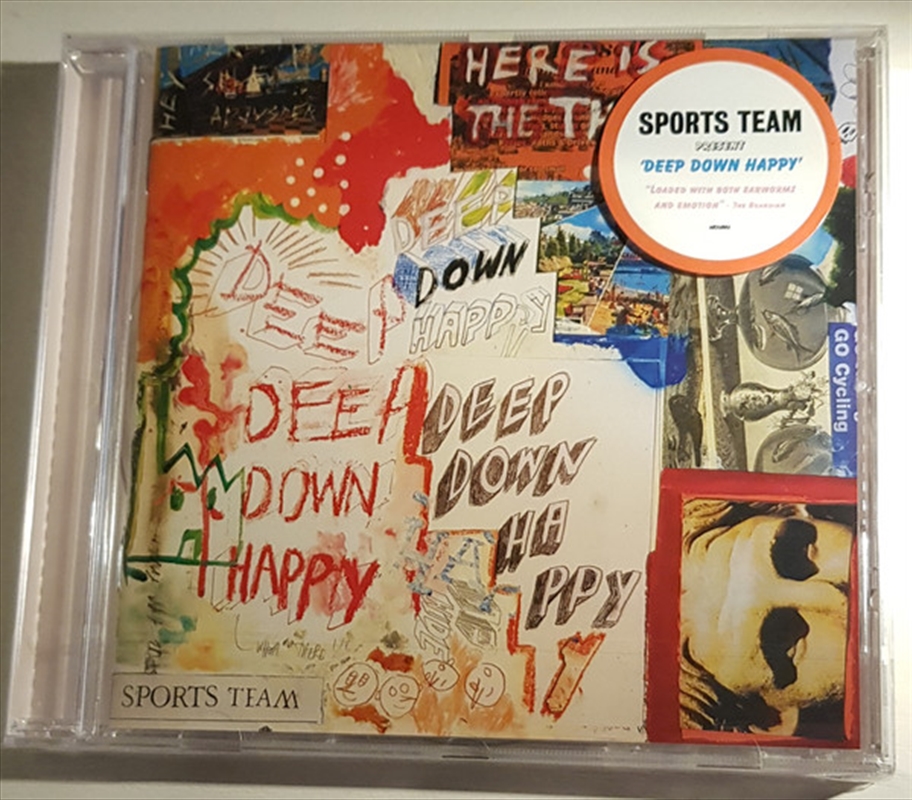 HERE IS
THE
SPORTS TEAM
PRESENT
'DEEP DOWN HAPPY'
"LOADED WITH BOTH EARWORMS
AND EMOTION" - THE GUARDIAN
DEEP
DOWN
HAPPY
DEEP
GO Cycling
DEEP
DOWN
HAPPY
DEEP
DOWN
HA
PPY
SPORTS TEAM